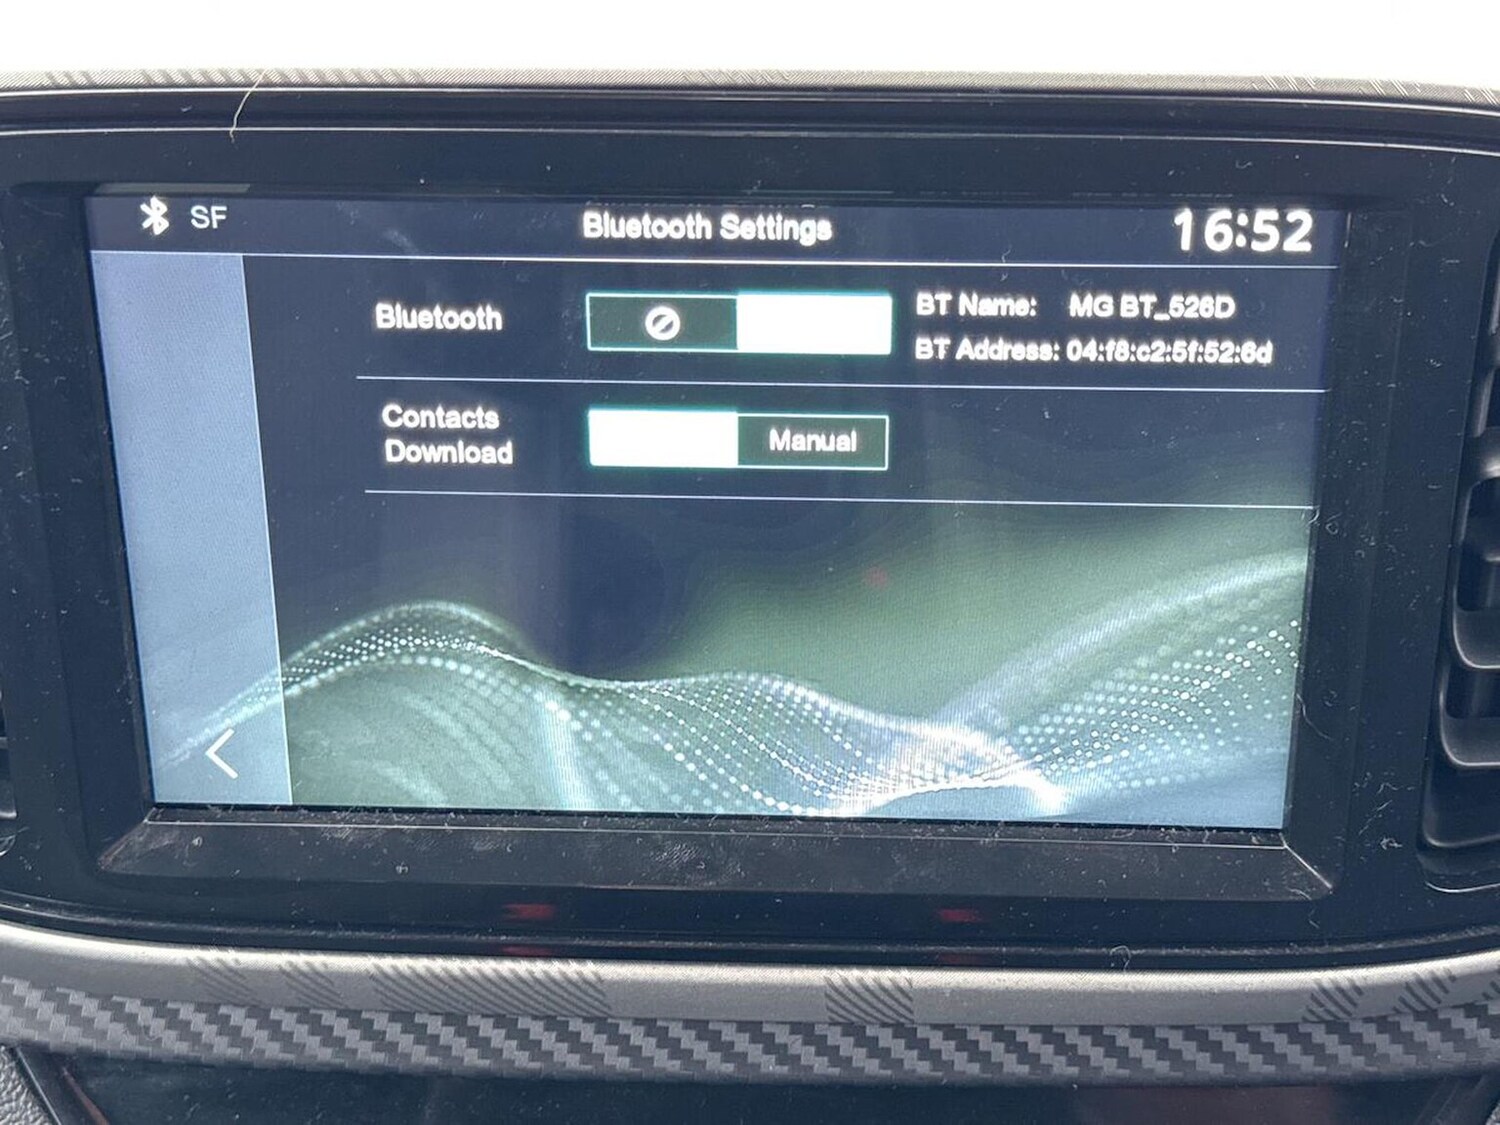 SF
Bluetooth Settings
16:52
Bluetooth
BT Name: MG BT_526D
BT Address: 04:f8:c2:5f:52:6d
Contacts
Download
Manual